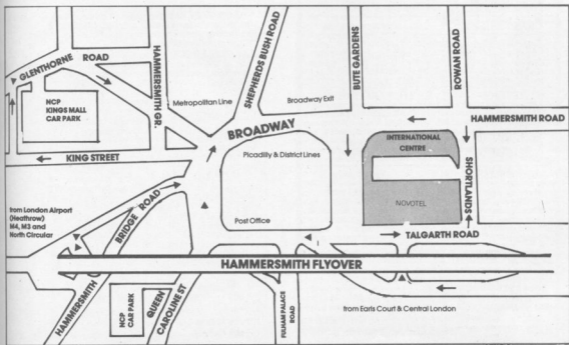 GLENTHORNE ROAD
HAMMERSMITH GR.
SHEPHERDS BUSH ROAD
BUTE GARDENS
ROWAN ROAD
NCP
KINGS MALL
CAR PARK
Metropolitan Line
Broadway Exit
BROADWAY
HAMMERSMITH ROAD
INTERNATIONAL
CENTRE
KING STREET
Picadilly & District Lines
SHORTLANDS
NOVOTEL
from London Airport
(Heathrow)
M4, M3 and
North Circular
Post Office
TALGARTH ROAD
HAMMERSMITH BRIDGE ROAD
HAMMERSMITH FLYOVER
NCP
CAR PARK
QUEEN
CAROLINE ST
FULHAM PALACE
ROAD
from Earls Court & Central London